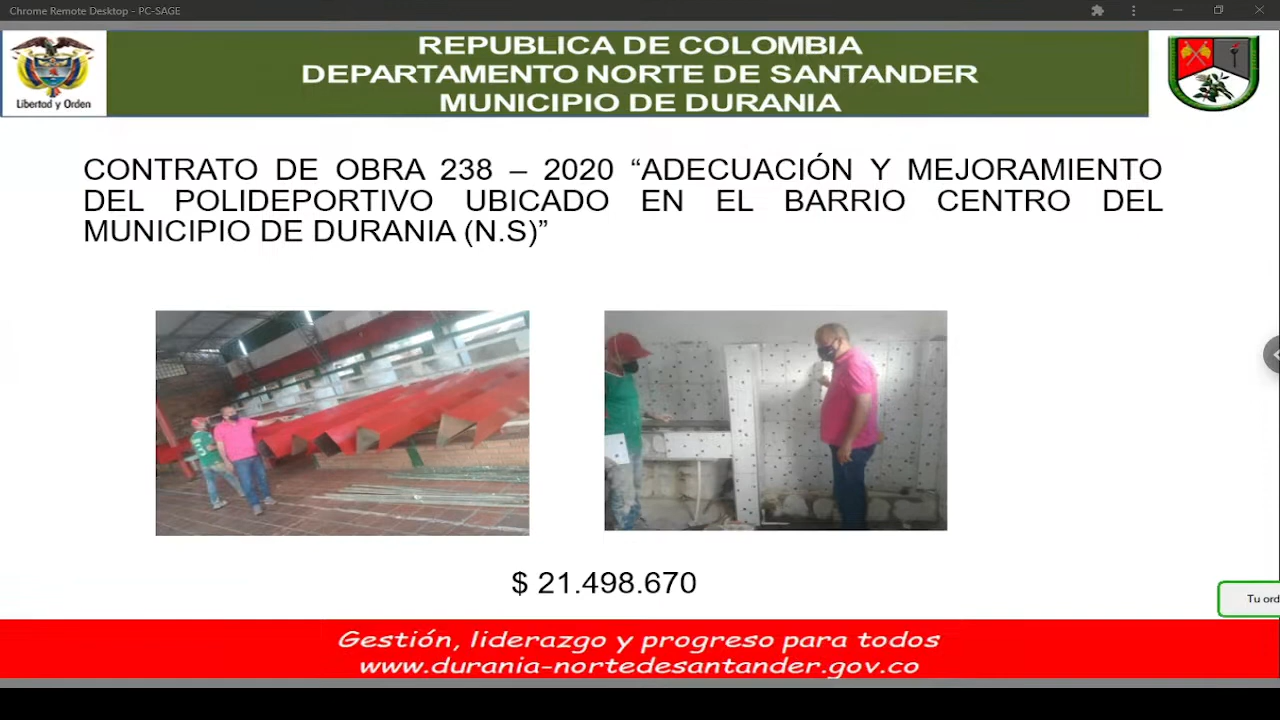 Chrome Remote Desktop - PC-SAGE
REPUBLICA DE COLOMBIA
DEPARTAMENTO NORTE DE SANTANDER
MUNICIPIO DE DURANIA
Libertad y Orden
CONTRATO DE OBRA 238 – 2020 “ADECUACIÓN Y MEJORAMIENTO
DEL POLIDEPORTIVO UBICADO EN EL BARRIO CENTRO DEL
MUNICIPIO DE DURANIA (N.S)”
$ 21.498.670
Tu ord
Gestión, liderazgo y progreso para todos
www.durania-nortedesantander.gov.co